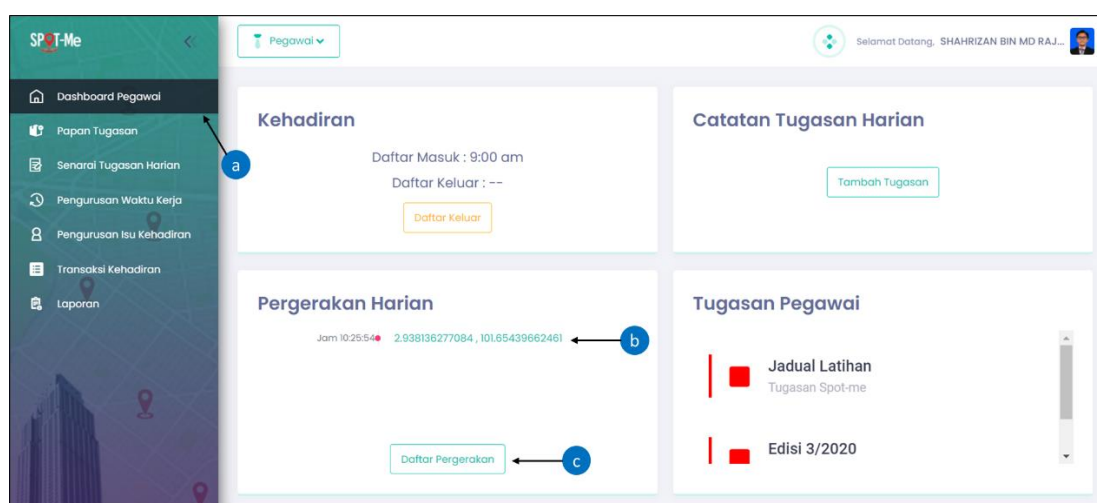 SPOT-Me
Pegawai
Selamat Datang, SHAHRIZAN BIN MD RAJ...
Dashboard Pegawai
Papan Tugasan
Senarai Tugasan Harian
Pengurusan Waktu Kerja
Pengurusan Isu Kehadiran
Transaksi Kehadiran
Laporan
a
Kehadiran
Daftar Masuk : 9:00 am
Daftar Keluar : --
Daftar Keluar
Catatan Tugasan Harian
Tambah Tugasan
Pergerakan Harian
Jam 10:25:54 2.938136277084 , 101.65439662461
b
Daftar Pergerakan
c
Tugasan Pegawai
Jadual Latihan
Tugasan Spot-me
Edisi 3/2020